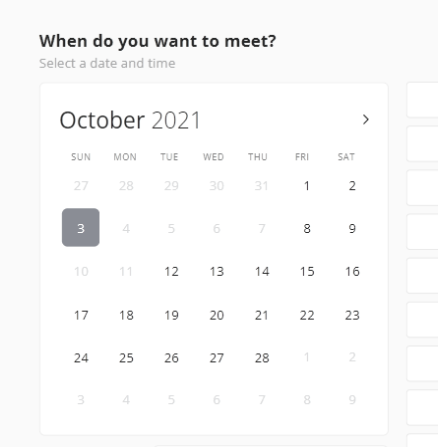 When do you want to meet?
Select a date and time
October 2021
SUN MON TUE WED THU FRI SAT
27 28 29 30 31 1 2
3 4 5 6 7 8 9
10 11 12 13 14 15 16
17 18 19 20 21 22 23
24 25 26 27 28 1 2
3 4 5 6 7 8 9